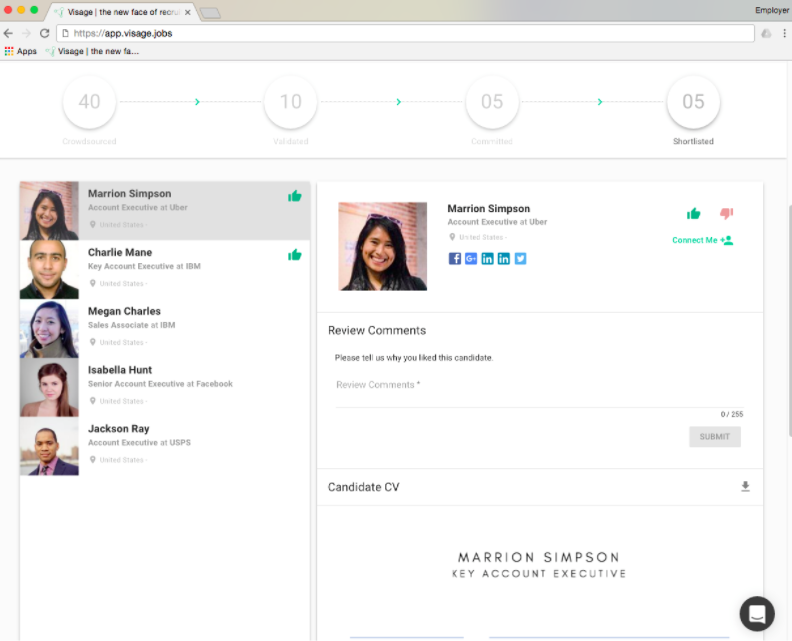 Visage | the new face of recrui
Employer
https://app.visage.jobs
Apps
Visage | the new fa...
40
10
05
05
Crowdsourced
Validated
Committed
Shortlisted
Marrion Simpson
Account Executive at Uber
United States -
Charlie Mane
Key Account Executive at IBM
United States -
Megan Charles
Sales Associate at IBM
United States -
Isabella Hunt
Senior Account Executive at Facebook
United States -
Jackson Ray
Account Executive at USPS
United States -
Marrion Simpson
Account Executive at Uber
United States -
Connect Me
Review Comments
Please tell us why you liked this candidate.
Review Comments *
0 / 255
SUBMIT
Candidate CV
MARRION SIMPSON
KEY ACCOUNT EXECUTIVE